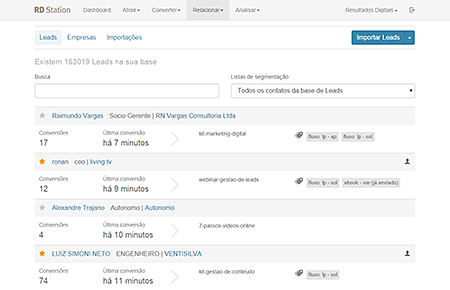 RD Station Dashboard Atrair Converter Relacionar Analisar Resultados Digitais
Leads Empresas Importações Importar Leads
Existem 163019 Leads na sua base
Busca Listas de segmentação
Todos os contatos da base de Leads
Raimundo Vargas Socio Gerente | RN Vargas Consultoria Ltda
Conversões Última conversão kit-marketing-digital fluxo: lp - ap fluxo: lp - sol
17 há 7 minutos
ronan ceo | living tv
Conversões Última conversão webinar-gestao-de-leads fluxo: lp - sol ebook - var (já enviado)
12 há 9 minutos
Alexandre Trajano Autonomo | Autonomo
Conversões Última conversão 7-passos-videos-online
4 há 10 minutos
LUIZ SIMONI NETO ENGENHEIRO | VENTISILVA
Conversões Última conversão kit-gestao-de-conteudo fluxo: lp - sol
74 há 11 minutos